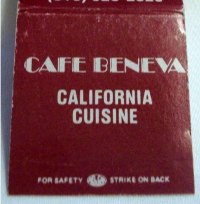 CAFE BENEVA
CALIFORNIA
CUISINE
FOR SAFETY STRIKE ON BACK